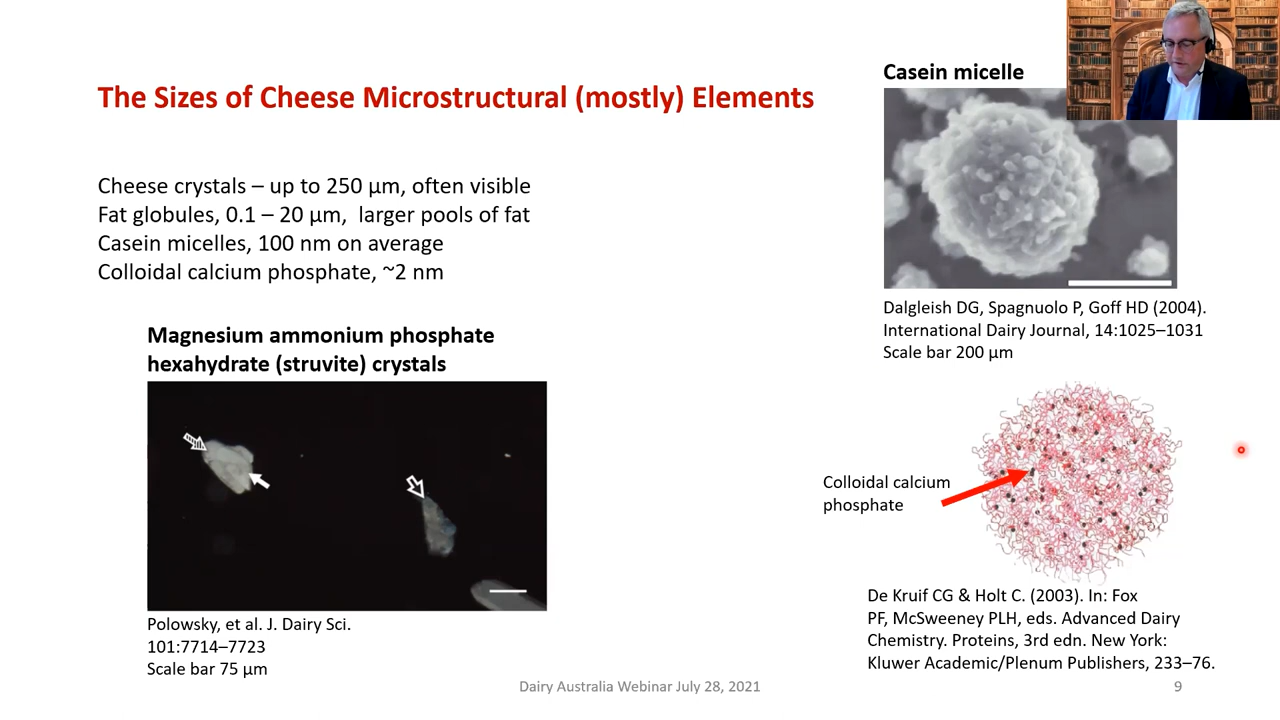 The Sizes of Cheese Microstructural (mostly) Elements
Cheese crystals – up to 250 µm, often visible
Fat globules, 0.1 – 20 µm,  larger pools of fat
Casein micelles, 100 nm on average
Colloidal calcium phosphate, ~2 nm
Magnesium ammonium phosphate
hexahydrate (struvite) crystals
Polowsky, et al. J. Dairy Sci.
101:7714–7723
Scale bar 75 µm
Casein micelle
Dalgleish DG, Spagnuolo P, Goff HD (2004).
International Dairy Journal, 14:1025–1031
Scale bar 200 µm
Colloidal calcium
phosphate
De Kruif CG & Holt C. (2003). In: Fox
PF, McSweeney PLH, eds. Advanced Dairy
Chemistry. Proteins, 3rd edn. New York:
Kluwer Academic/Plenum Publishers, 233–76.
Dairy Australia Webinar July 28, 2021
9